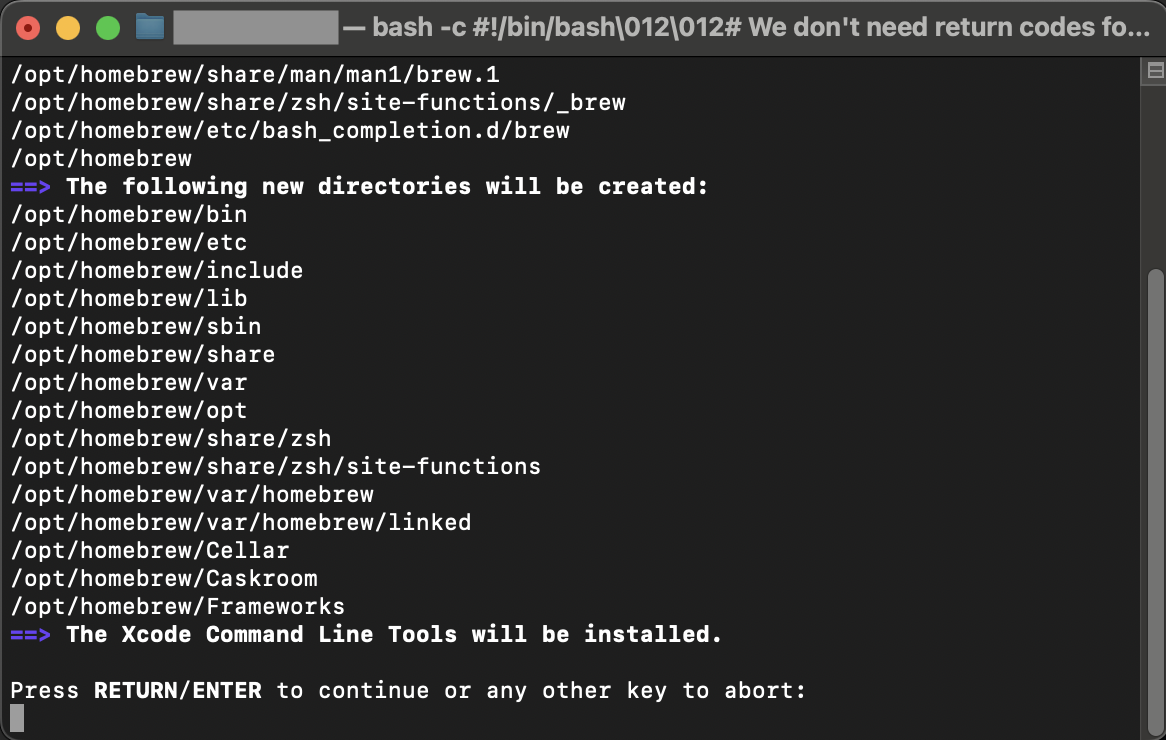 — bash -c #!/bin/bash\012\012# We don't need return codes fo...
/opt/homebrew/share/man/man1/brew.1
/opt/homebrew/share/zsh/site-functions/_brew
/opt/homebrew/etc/bash_completion.d/brew
/opt/homebrew
==> The following new directories will be created:
/opt/homebrew/bin
/opt/homebrew/etc
/opt/homebrew/include
/opt/homebrew/lib
/opt/homebrew/sbin
/opt/homebrew/share
/opt/homebrew/var
/opt/homebrew/opt
/opt/homebrew/share/zsh
/opt/homebrew/share/zsh/site-functions
/opt/homebrew/var/homebrew
/opt/homebrew/var/homebrew/linked
/opt/homebrew/Cellar
/opt/homebrew/Caskroom
/opt/homebrew/Frameworks
==> The Xcode Command Line Tools will be installed.
Press RETURN/ENTER to continue or any other key to abort: